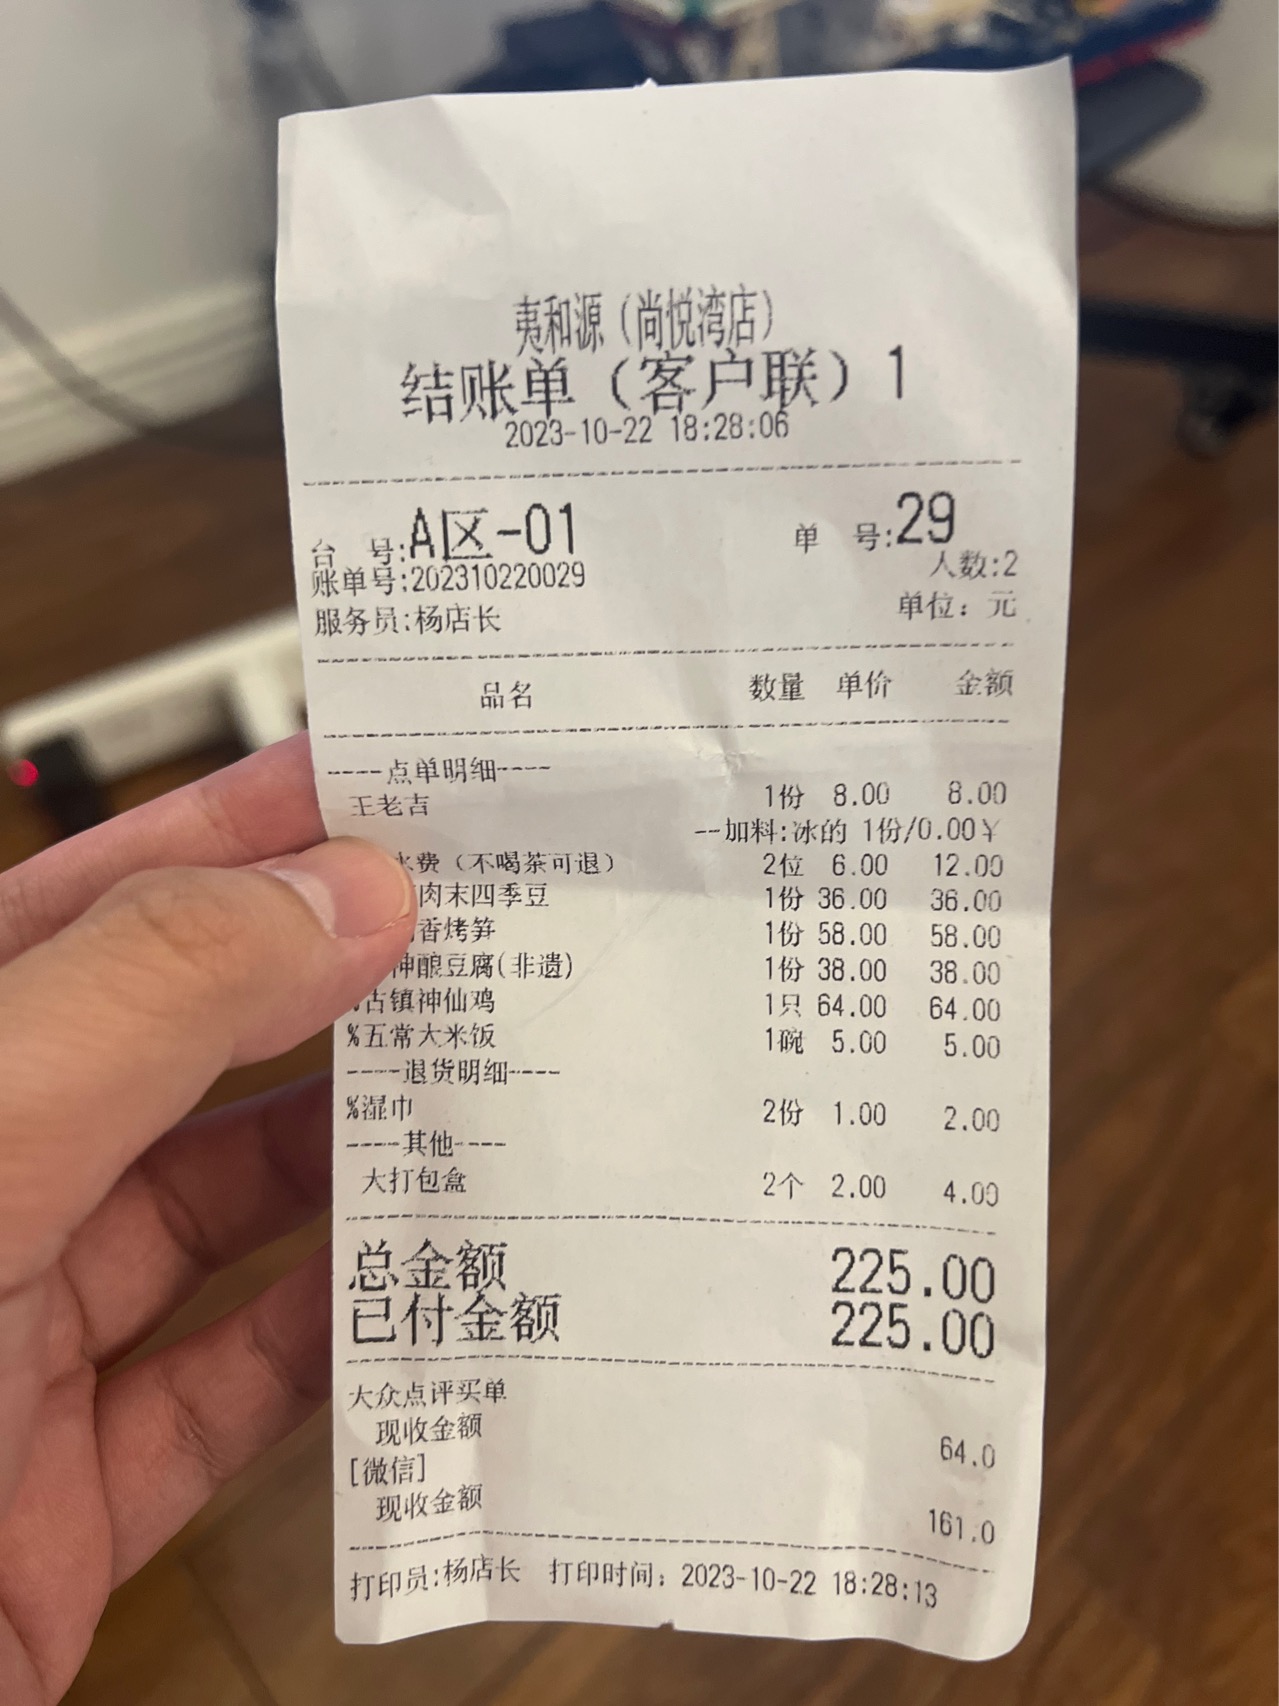 夷和源（尚悦湾店）
结账单（客户联）1
2023-10-22 18:28:06
台 号:A区-01 单 号:29
人数:2
账单号:202310220029
服务员:杨店长 单位：元
品名 数量 单价 金额
----点单明细----
王老吉 1份 8.00 8.00
--加料:冰的 1份/0.00¥
水费（不喝茶可退） 2位 6.00 12.00
肉末四季豆 1份 36.00 36.00
香烤笋 1份 58.00 58.00
神酿豆腐(非遗) 1份 38.00 38.00
古镇神仙鸡 1只 64.00 64.00
%五常大米饭 1碗 5.00 5.00
----退货明细----
%湿巾 2份 1.00 2.00
----其他----
大打包盒 2个 2.00 4.00
总金额 225.00
已付金额 225.00
大众点评买单
现收金额 64.0
[微信]
现收金额 161.0
打印员:杨店长 打印时间：2023-10-22 18:28:13